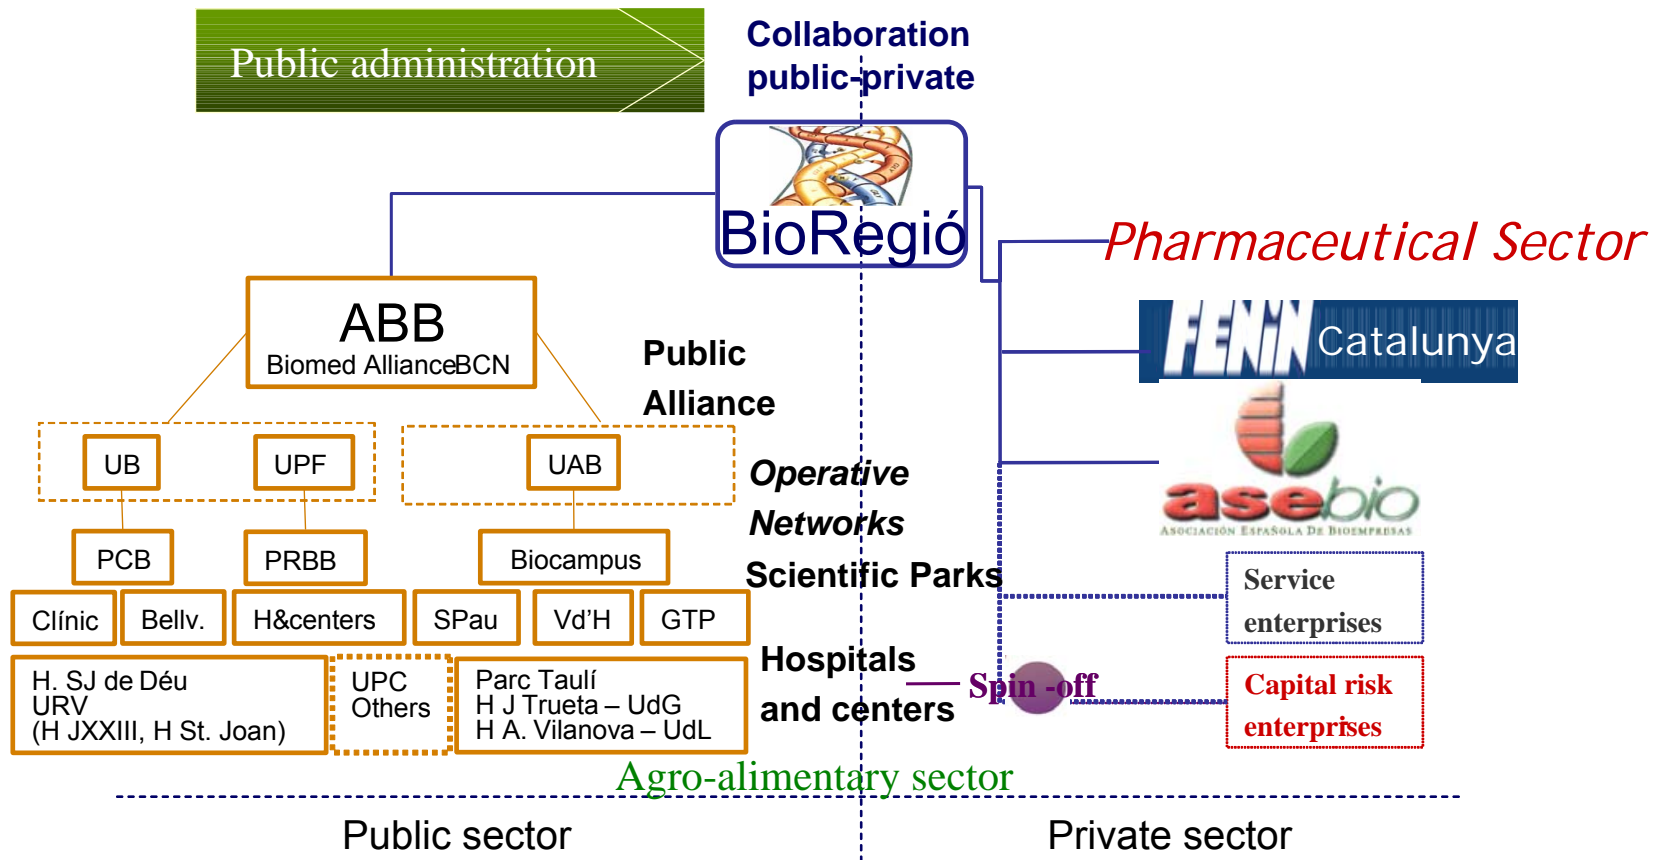 Public administration
Collaboration
public-private
BioRegió
Pharmaceutical Sector
FENIN Catalunya
asebio
ASOCIACIÓN ESPAÑOLA DE BIOEMPRESAS
ABB
Biomed AllianceBCN
Public
Alliance
UB
UPF
UAB
Operative
Networks
PCB
PRBB
Biocampus
Scientific Parks
Service
enterprises
Clínic
Bellv.
H&centers
SPau
Vd'H
GTP
Hospitals
and centers
Spin -off
Capital risk
enterprises
H. SJ de Déu
URV
(H JXXIII, H St. Joan)
UPC
Others
Parc Taulí
H J Trueta – UdG
H A. Vilanova – UdL
Agro-alimentary sector
Public sector
Private sector